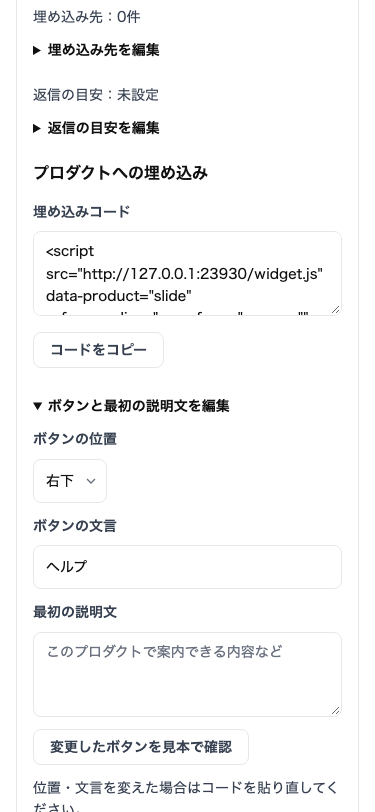 埋め込み先：0件
▶ 埋め込み先を編集
返信の目安：未設定
▶ 返信の目安を編集
プロダクトへの埋め込み
埋め込みコード
<script
src="http://127.0.0.1:23930/widget.js"
data-product="slide"
コードをコピー
▼ ボタンと最初の説明文を編集
ボタンの位置
右下
ボタンの文言
ヘルプ
最初の説明文
このプロダクトで案内できる内容など
変更したボタンを見本で確認
位置・文言を変えた場合はコードを貼り直してく
ださい。